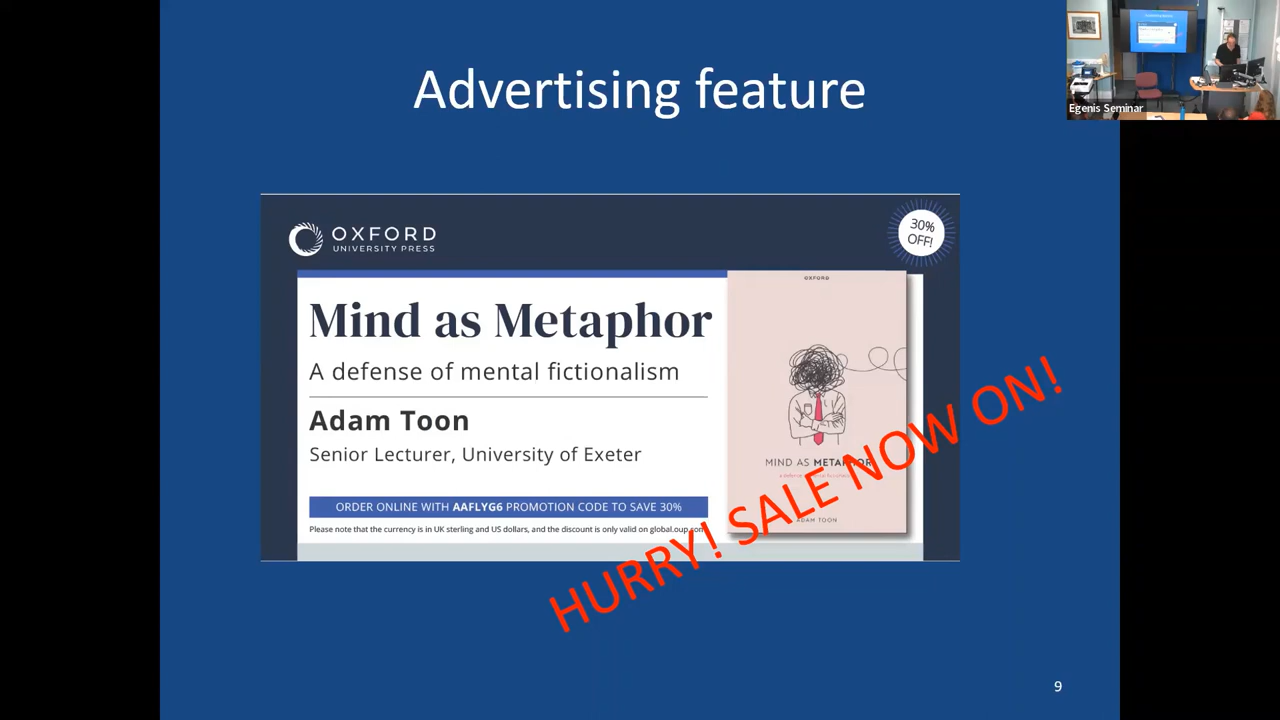 Advertising feature
Egenis Seminar
OXFORD
UNIVERSITY PRESS
30%
OFF!
Mind as Metaphor
A defense of mental fictionalism
Adam Toon
Senior Lecturer, University of Exeter
ORDER ONLINE WITH AAFLYG6 PROMOTION CODE TO SAVE 30%
Please note that the currency is in UK sterling and US dollars, and the discount is only valid on global.oup.com
OXFORD
MIND AS METAPHOR
ADAM TOON
HURRY! SALE NOW ON!
9